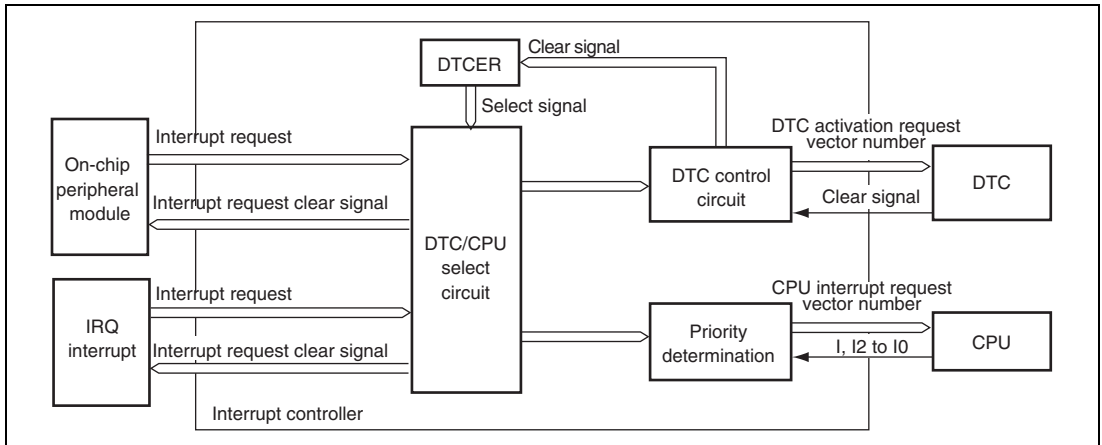 Clear signal
DTCER
Select signal
Interrupt request
On-chip
peripheral
module
Interrupt request clear signal
DTC/CPU
select
circuit
DTC control
circuit
DTC activation request
vector number
DTC
Clear signal
Interrupt request
IRQ
interrupt
Interrupt request clear signal
Priority
determination
CPU interrupt request
vector number
CPU
I, I2 to I0
Interrupt controller